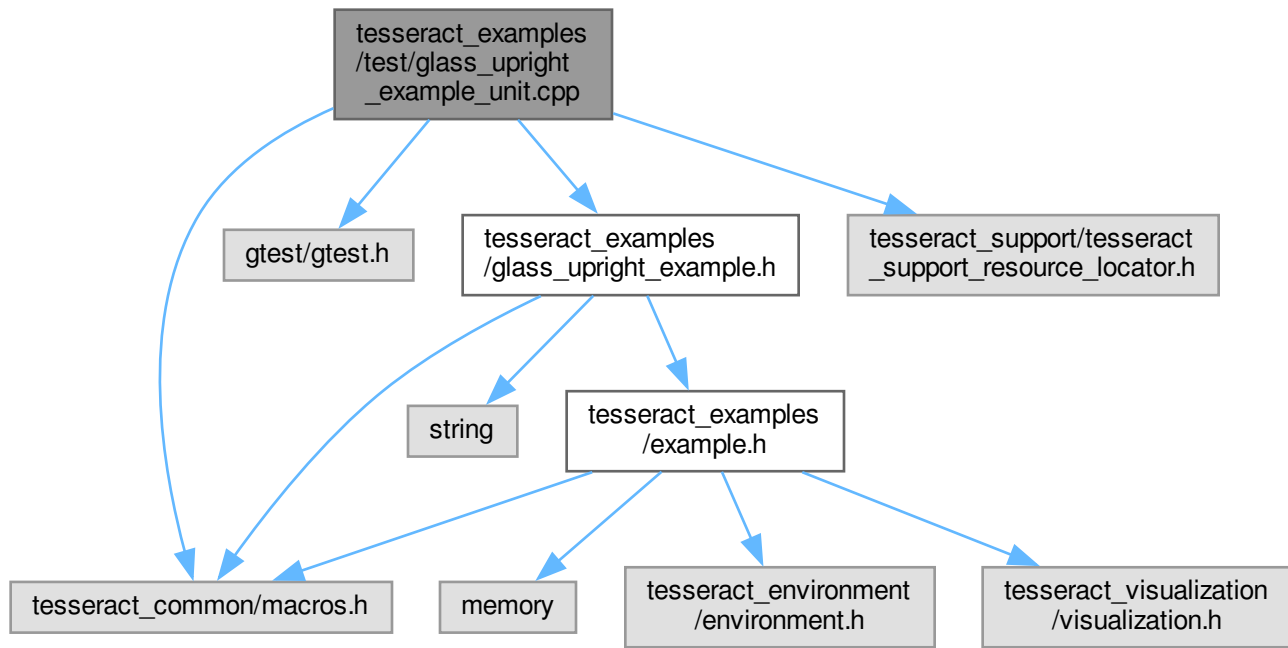 tesseract_examples
/test/glass_upright
_example_unit.cpp
gtest/gtest.h
tesseract_examples
/glass_upright_example.h
tesseract_support/tesseract
_support_resource_locator.h
string
tesseract_examples
/example.h
tesseract_common/macros.h
memory
tesseract_environment
/environment.h
tesseract_visualization
/visualization.h